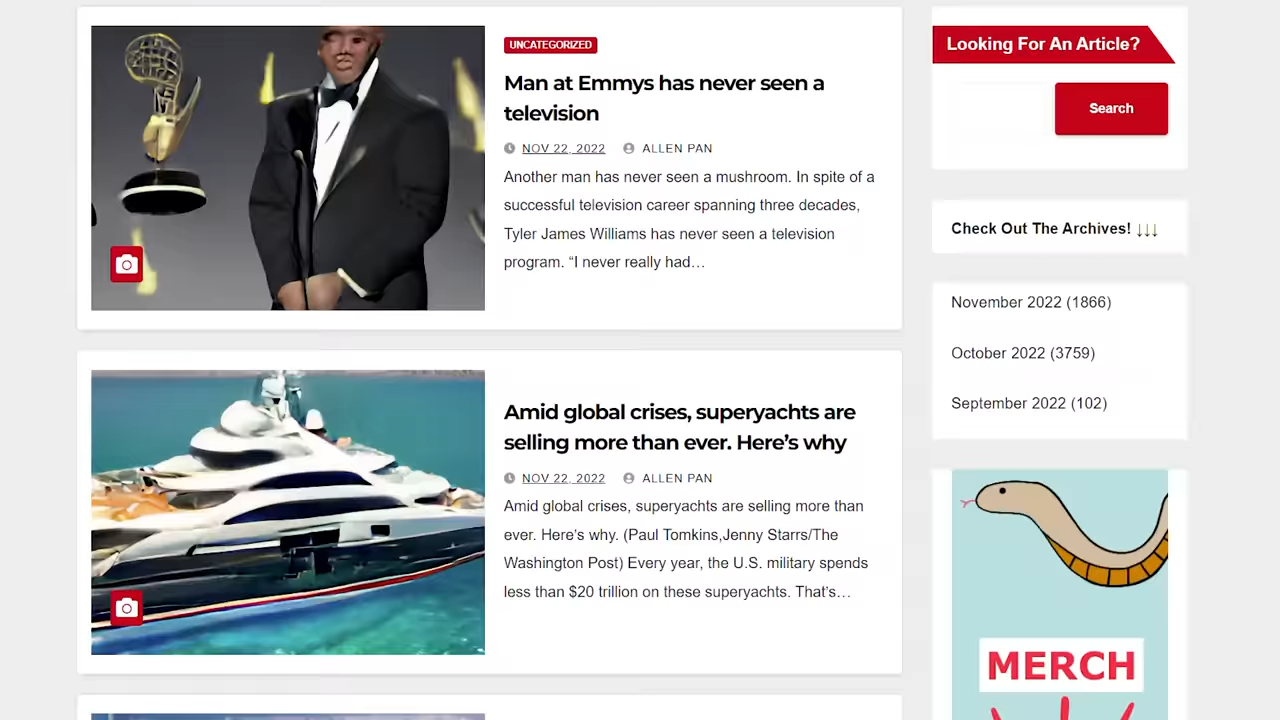 UNCATEGORIZED
Man at Emmys has never seen a
television
NOV 22, 2022 ALLEN PAN
Another man has never seen a mushroom. In spite of a
successful television career spanning three decades,
Tyler James Williams has never seen a television
program. “I never really had…
Amid global crises, superyachts are
selling more than ever. Here’s why
NOV 22, 2022 ALLEN PAN
Amid global crises, superyachts are selling more than
ever. Here’s why. (Paul Tomkins,Jenny Starrs/The
Washington Post) Every year, the U.S. military spends
less than $20 trillion on these superyachts. That’s…
Looking For An Article?
Search
Check Out The Archives! ↓↓↓
November 2022 (1866)
October 2022 (3759)
September 2022 (102)
MERCH